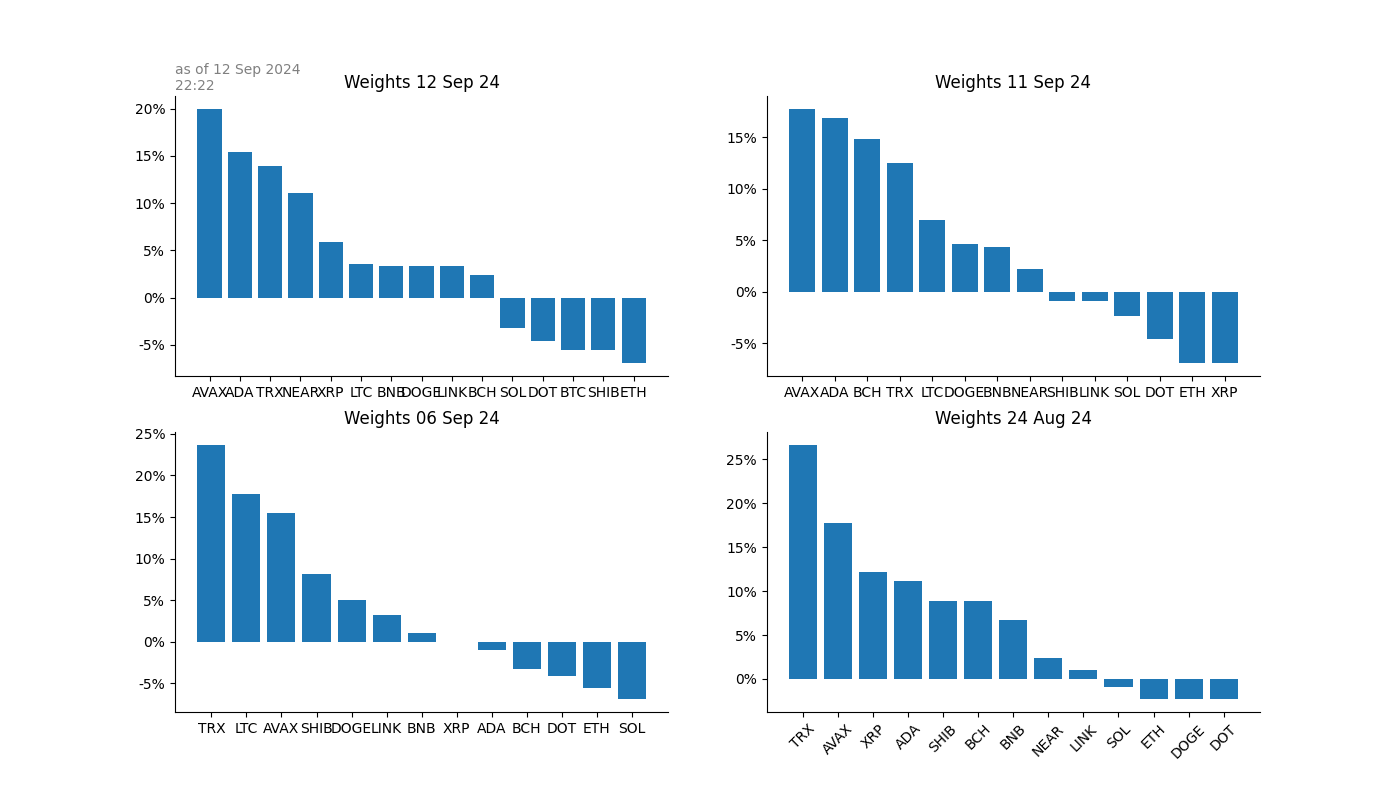 as of 12 Sep 2024
22:22
Weights 12 Sep 24
20%
15%
10%
5%
0%
-5%
AVAX ADA TRX NEAR XRP LTC BNB DOGE LINK BCH SOL DOT BTC SHIB ETH
Weights 11 Sep 24
15%
10%
5%
0%
-5%
AVAX ADA BCH TRX LTC DOGE BNB NEAR SHIB LINK SOL DOT ETH XRP
Weights 06 Sep 24
25%
20%
15%
10%
5%
0%
-5%
TRX LTC AVAX SHIB DOGE LINK BNB XRP ADA BCH DOT ETH SOL
Weights 24 Aug 24
25%
20%
15%
10%
5%
0%
TRX AVAX XRP ADA SHIB BCH BNB NEAR LINK SOL ETH DOGE DOT